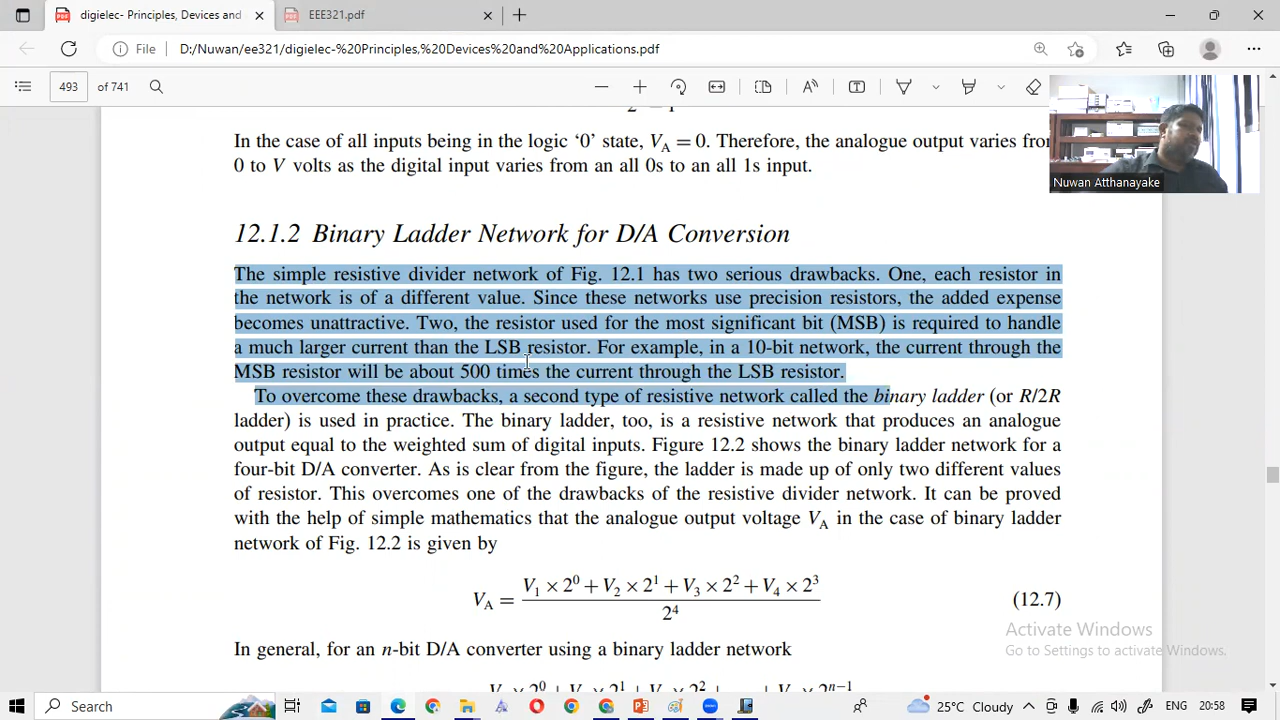 digielec- Principles, Devices and
EEE321.pdf
File
D:/Nuwan/ee321/digielec-%20Principles,%20Devices%20and%20Applications.pdf
493 of 741
In the case of all inputs being in the logic ‘0’ state, VA = 0. Therefore, the analogue output varies from
0 to V volts as the digital input varies from an all 0s to an all 1s input.
Nuwan Atthanayake
12.1.2 Binary Ladder Network for D/A Conversion
The simple resistive divider network of Fig. 12.1 has two serious drawbacks. One, each resistor in
the network is of a different value. Since these networks use precision resistors, the added expense
becomes unattractive. Two, the resistor used for the most significant bit (MSB) is required to handle
a much larger current than the LSB resistor. For example, in a 10-bit network, the current through the
MSB resistor will be about 500 times the current through the LSB resistor.
To overcome these drawbacks, a second type of resistive network called the binary ladder (or R/2R
ladder) is used in practice. The binary ladder, too, is a resistive network that produces an analogue
output equal to the weighted sum of digital inputs. Figure 12.2 shows the binary ladder network for a
four-bit D/A converter. As is clear from the figure, the ladder is made up of only two different values
of resistor. This overcomes one of the drawbacks of the resistive divider network. It can be proved
with the help of simple mathematics that the analogue output voltage VA in the case of binary ladder
network of Fig. 12.2 is given by
VA = (V1 × 2^0 + V2 × 2^1 + V3 × 2^2 + V4 × 2^3) / 2^4 (12.7)
Activate Windows
Go to Settings to activate Windows.
In general, for an n-bit D/A converter using a binary ladder network
Search
25°C Cloudy
20:58